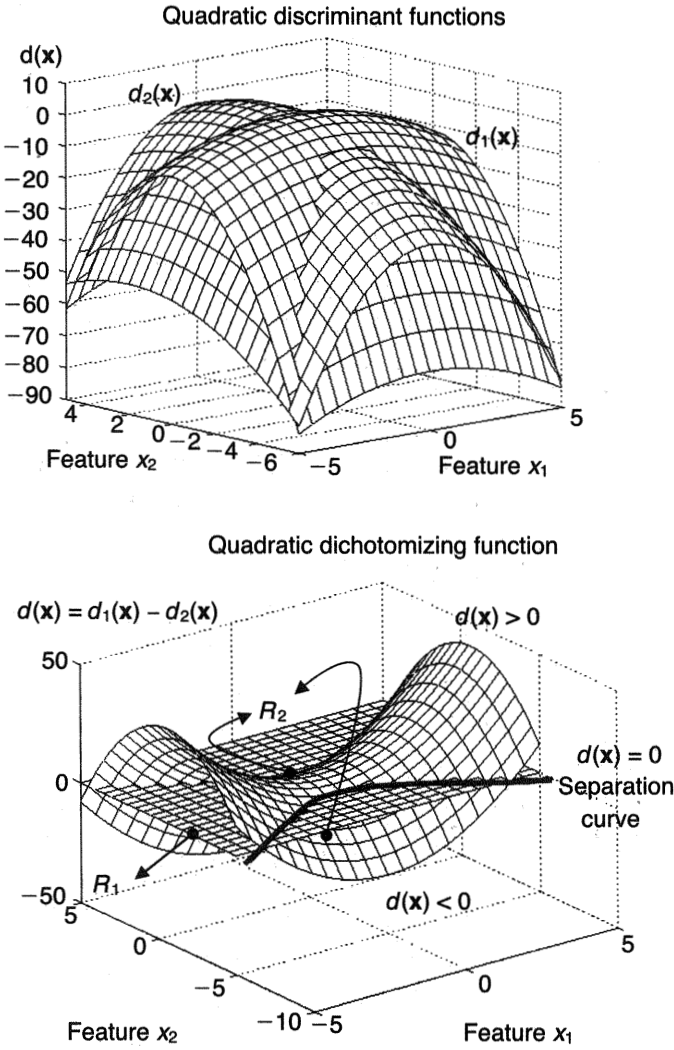 Quadratic discriminant functions
d(x)
10
0
−10
−20
−30
−40
−50
−60
−70
−80
−90
d₂(x)
d₁(x)
4
2
0
−2
−4
−6
−5
0
5
Feature x₂
Feature x₁
Quadratic dichotomizing function
d(x) = d₁(x) − d₂(x)
d(x) > 0
50
0
−50
R₂
d(x) = 0
Separation
curve
R₁
d(x) < 0
5
0
−5
−10
−5
0
5
Feature x₂
Feature x₁